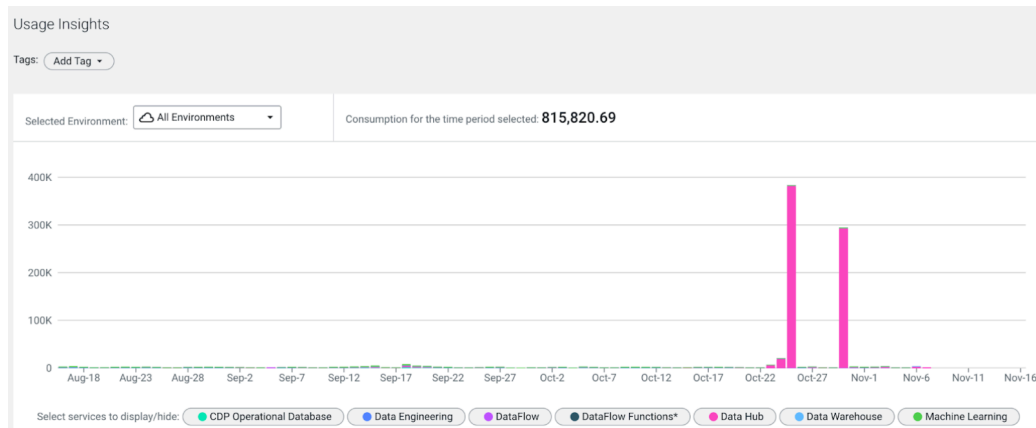 Usage Insights
Tags: Add Tag
Selected Environment: All Environments
Consumption for the time period selected: 815,820.69
400K
300K
200K
100K
0
Aug-18 Aug-23 Aug-28 Sep-2 Sep-7 Sep-12 Sep-17 Sep-22 Sep-27 Oct-2 Oct-7 Oct-12 Oct-17 Oct-22 Oct-27 Nov-1 Nov-6 Nov-11 Nov-16
Select services to display/hide: CDP Operational Database Data Engineering DataFlow DataFlow Functions* Data Hub Data Warehouse Machine Learning